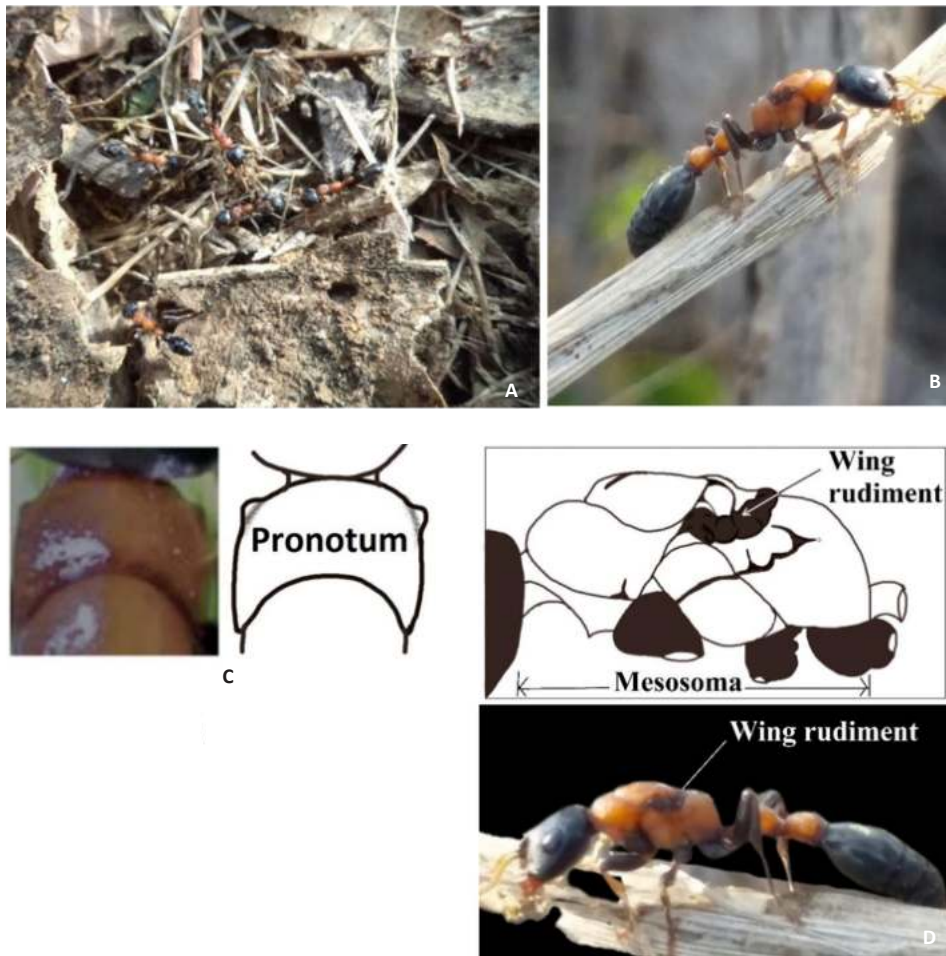 A
B
Pronotum
C
Wing
rudiment
Mesosoma
Wing rudiment
D